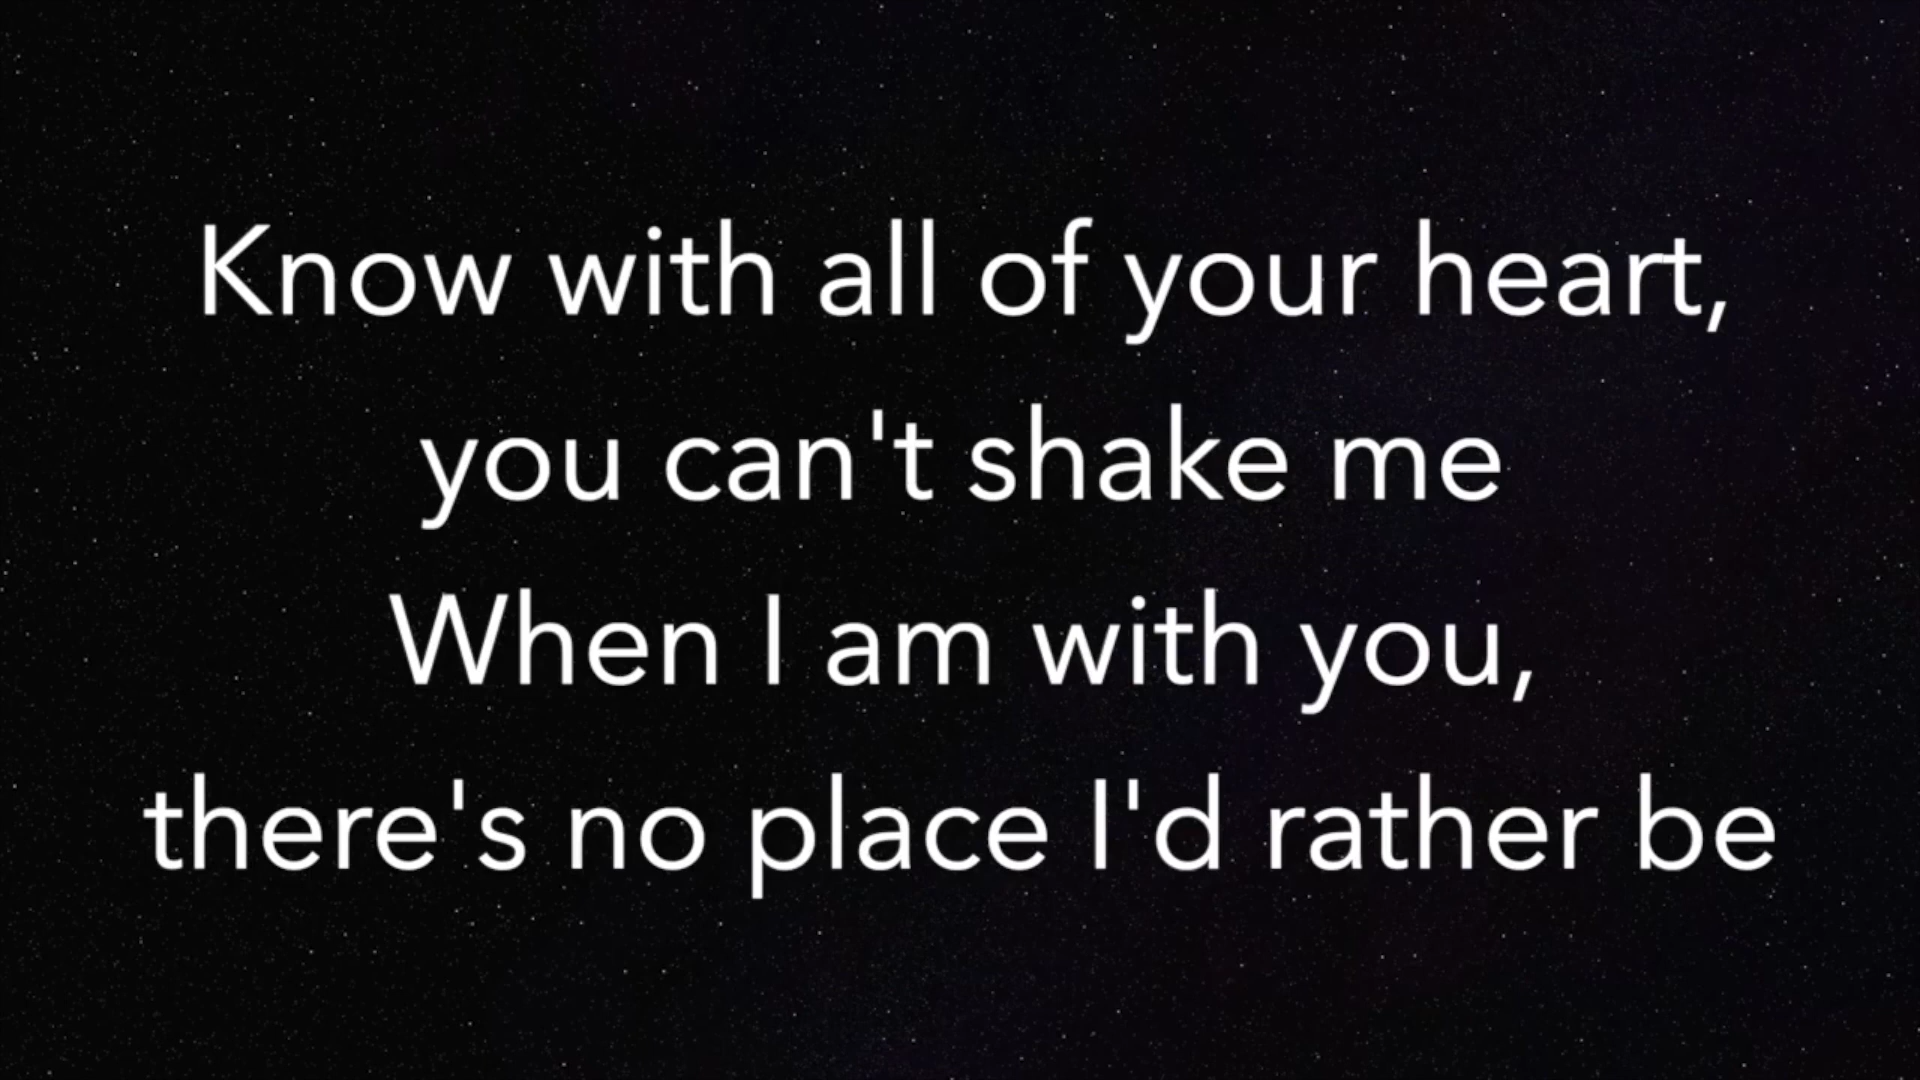 Know with all of your heart,
you can't shake me
When I am with you,
there's no place I'd rather be